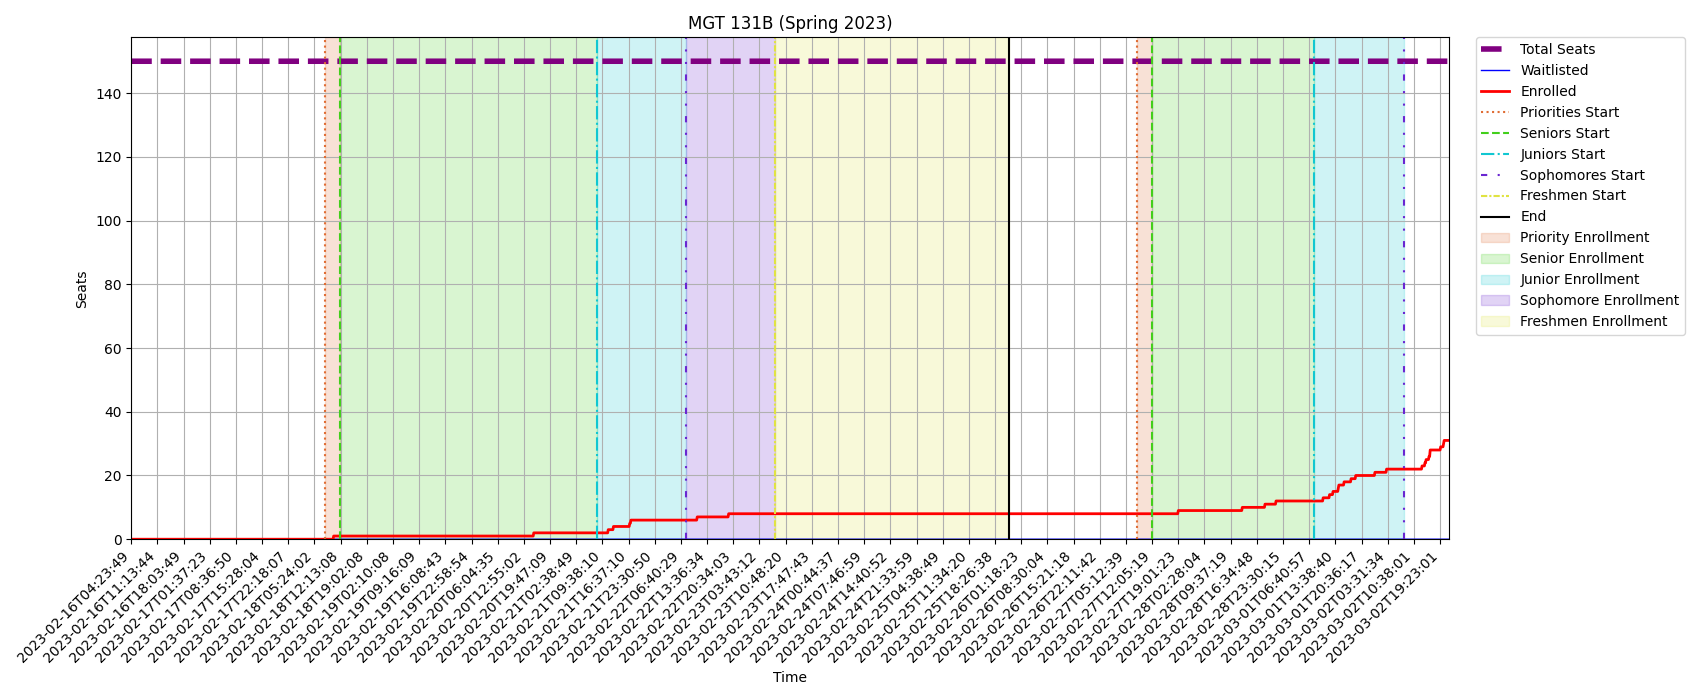 MGT 131B (Spring 2023)
Seats
140
120
100
80
60
40
20
0
2023-02-16T04:23:49
2023-02-16T11:13:44
2023-02-16T18:03:49
2023-02-17T01:37:23
2023-02-17T08:36:50
2023-02-17T15:28:04
2023-02-17T22:18:07
2023-02-18T05:24:02
2023-02-18T12:13:08
2023-02-18T19:02:08
2023-02-19T02:10:08
2023-02-19T09:16:09
2023-02-19T16:08:43
2023-02-19T22:58:54
2023-02-20T06:04:35
2023-02-20T12:55:02
2023-02-20T19:47:09
2023-02-21T02:38:49
2023-02-21T09:38:10
2023-02-21T16:37:10
2023-02-21T23:30:50
2023-02-22T06:40:29
2023-02-22T13:36:34
2023-02-22T20:34:03
2023-02-23T03:43:12
2023-02-23T10:48:20
2023-02-23T17:47:43
2023-02-24T00:44:37
2023-02-24T07:46:59
2023-02-24T14:40:52
2023-02-24T21:33:59
2023-02-25T04:38:49
2023-02-25T11:34:20
2023-02-25T18:26:38
2023-02-26T01:18:23
2023-02-26T08:30:04
2023-02-26T15:21:18
2023-02-26T22:11:42
2023-02-27T05:12:39
2023-02-27T12:05:19
2023-02-27T19:01:23
2023-02-28T02:28:04
2023-02-28T09:37:19
2023-02-28T16:34:48
2023-02-28T23:30:15
2023-03-01T06:40:57
2023-03-01T13:38:40
2023-03-01T20:36:17
2023-03-02T03:31:34
2023-03-02T10:38:01
2023-03-02T19:23:01
Time
Total Seats
Waitlisted
Enrolled
Priorities Start
Seniors Start
Juniors Start
Sophomores Start
Freshmen Start
End
Priority Enrollment
Senior Enrollment
Junior Enrollment
Sophomore Enrollment
Freshmen Enrollment